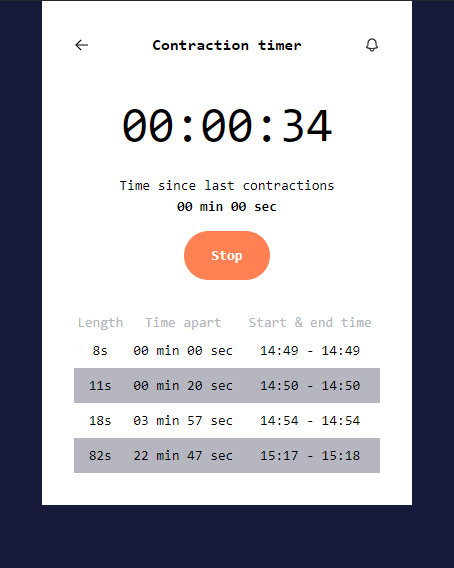 Contraction timer
00:00:34
Time since last contractions
00 min 00 sec
Stop
Length Time apart Start & end time
8s 00 min 00 sec 14:49 - 14:49
11s 00 min 20 sec 14:50 - 14:50
18s 03 min 57 sec 14:54 - 14:54
82s 22 min 47 sec 15:17 - 15:18